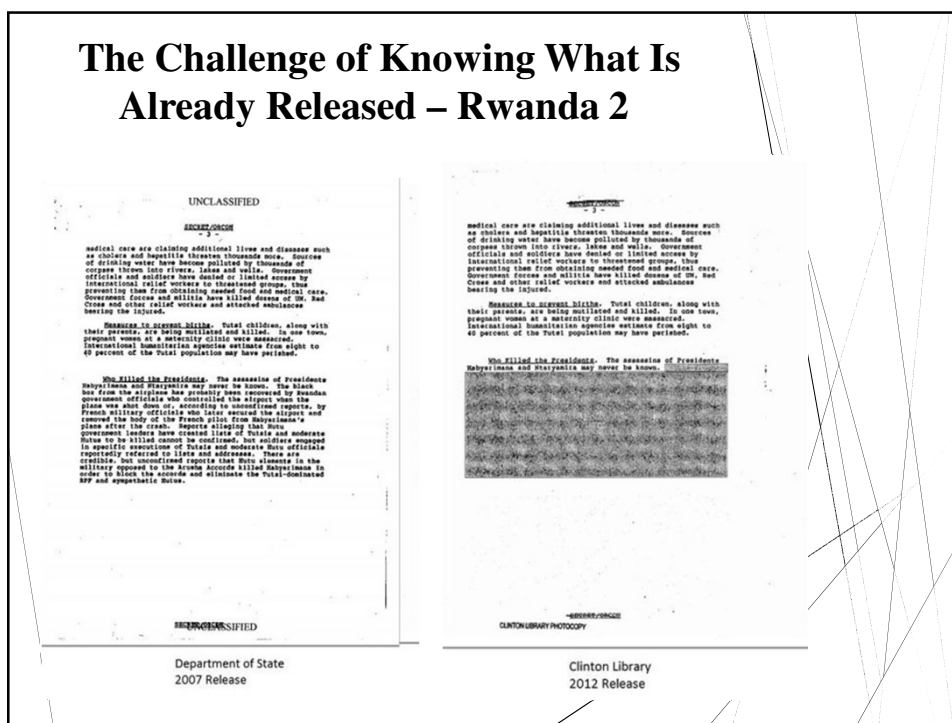 The Challenge of Knowing What Is
Already Released – Rwanda 2
UNCLASSIFIED
SECRET/ORCON
- 3 -
medical care are claiming additional lives and diseases such
as cholera and hepatitis threaten thousands more. Sources
of drinking water have become polluted by thousands of
corpses thrown into rivers, lakes and wells. Government
officials and soldiers have denied or limited access by
international relief workers to threatened groups, thus
preventing them from obtaining needed food and medical care.
Government forces and militia have killed dozens of UN, Red
Cross and other relief workers and attacked ambulances
bearing the injured.
Measures to prevent births. Tutsi children, along with
their parents, are being mutilated and killed. In one town,
pregnant women at a maternity clinic were massacred.
International humanitarian agencies estimate from eight to
40 percent of the Tutsi population may have perished.
Who Killed the Presidents. The assassins of Presidents
Habyarimana and Ntaryamira may never be known. The black
box from the airplane has probably been recovered by Rwandan
government officials who controlled the airport when the
plane was shot down or, according to unconfirmed reports, by
French military officials who later secured the airport and
removed the body of the French pilot from Habyarimana's
plane after the crash. Reports alleging that Hutu
government leaders have created lists of Tutsis and moderate
Hutus to be killed cannot be confirmed, but soldiers engaged
in specific executions of Tutsis and moderate Hutu officials
reportedly referred to lists and addresses. There are
credible, but unconfirmed reports that Hutu elements in the
military opposed to the Arusha Accords killed Habyarimana in
order to block the accords and eliminate the Tutsi-dominated
RPF and sympathetic Hutus.
UNCLASSIFIED
Department of State
2007 Release
SECRET/ORCON
- 3 -
medical care are claiming additional lives and diseases such
as cholera and hepatitis threaten thousands more. Sources
of drinking water have become polluted by thousands of
corpses thrown into rivers, lakes and wells. Government
officials and soldiers have denied or limited access by
international relief workers to threatened groups, thus
preventing them from obtaining needed food and medical care.
Government forces and militia have killed dozens of UN, Red
Cross and other relief workers and attacked ambulances
bearing the injured.
Measures to prevent births. Tutsi children, along with
their parents, are being mutilated and killed. In one town,
pregnant women at a maternity clinic were massacred.
International humanitarian agencies estimate from eight to
40 percent of the Tutsi population may have perished.
Who Killed the Presidents. The assassins of Presidents
Habyarimana and Ntaryamira may never be known.
SECRET/ORCON
CLINTON LIBRARY PHOTOCOPY
Clinton Library
2012 Release